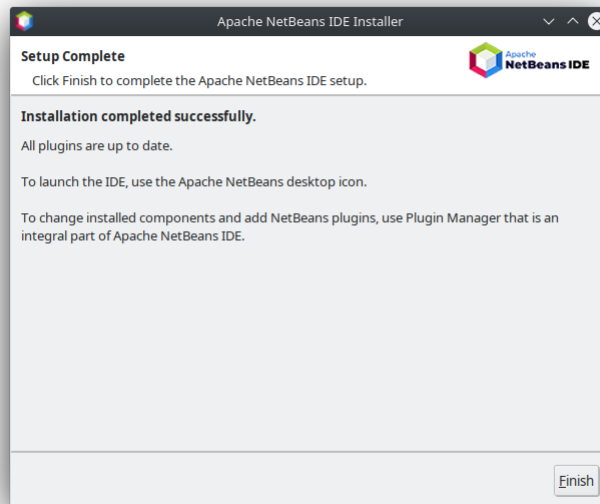 Apache NetBeans IDE Installer
Setup Complete
Click Finish to complete the Apache NetBeans IDE setup.
Apache
NetBeans IDE
Installation completed successfully.
All plugins are up to date.
To launch the IDE, use the Apache NetBeans desktop icon.
To change installed components and add NetBeans plugins, use Plugin Manager that is an
integral part of Apache NetBeans IDE.
Finish